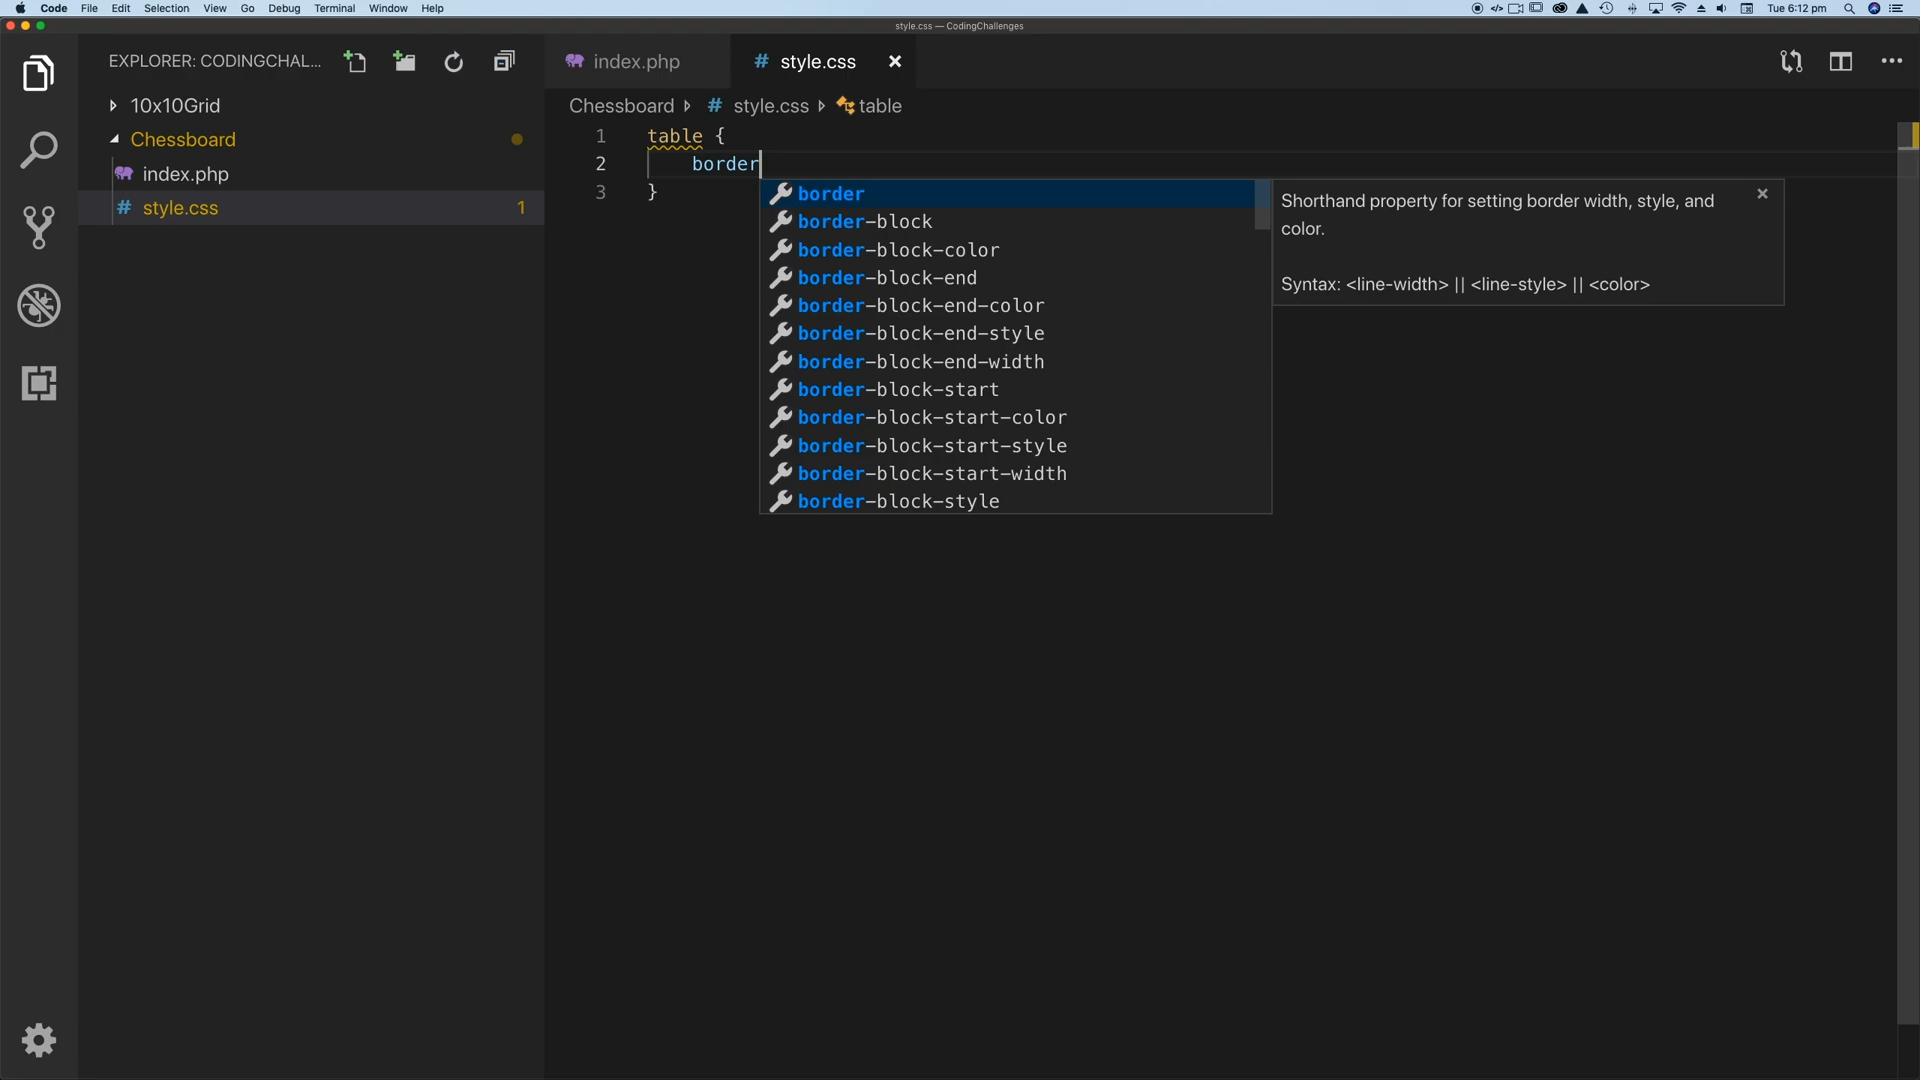 Code File Edit Selection View Go Debug Terminal Window Help Tue 6:12 pm
style.css — CodingChallenges
EXPLORER: CODINGCHAL...
index.php
style.css
10x10Grid
Chessboard
index.php
style.css 1
Chessboard style.css table
1 table {
2 border
3 }
border
border-block
border-block-color
border-block-end
border-block-end-color
border-block-end-style
border-block-end-width
border-block-start
border-block-start-color
border-block-start-style
border-block-start-width
border-block-style
Shorthand property for setting border width, style, and
color.
Syntax: <line-width> || <line-style> || <color>